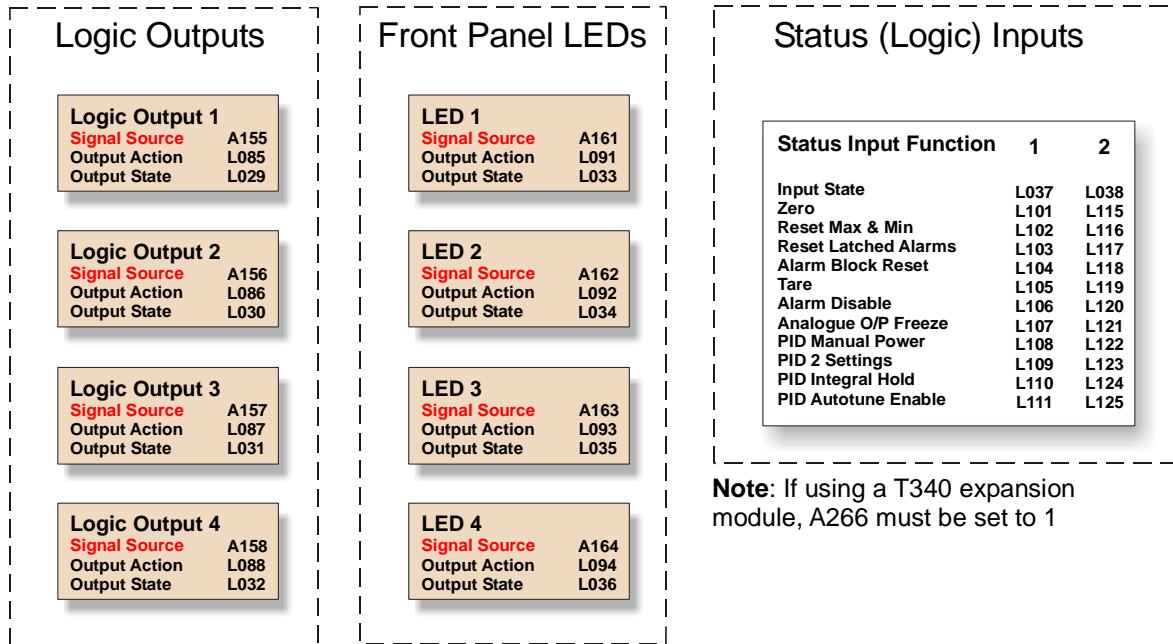 Logic Outputs
Logic Output 1
Signal Source A155
Output Action L085
Output State L029
Logic Output 2
Signal Source A156
Output Action L086
Output State L030
Logic Output 3
Signal Source A157
Output Action L087
Output State L031
Logic Output 4
Signal Source A158
Output Action L088
Output State L032
Front Panel LEDs
LED 1
Signal Source A161
Output Action L091
Output State L033
LED 2
Signal Source A162
Output Action L092
Output State L034
LED 3
Signal Source A163
Output Action L093
Output State L035
LED 4
Signal Source A164
Output Action L094
Output State L036
Status (Logic) Inputs
Status Input Function 1 2
Input State L037 L038
Zero L101 L115
Reset Max & Min L102 L116
Reset Latched Alarms L103 L117
Alarm Block Reset L104 L118
Tare L105 L119
Alarm Disable L106 L120
Analogue O/P Freeze L107 L121
PID Manual Power L108 L122
PID 2 Settings L109 L123
PID Integral Hold L110 L124
PID Autotune Enable L111 L125
Note: If using a T340 expansion
module, A266 must be set to 1